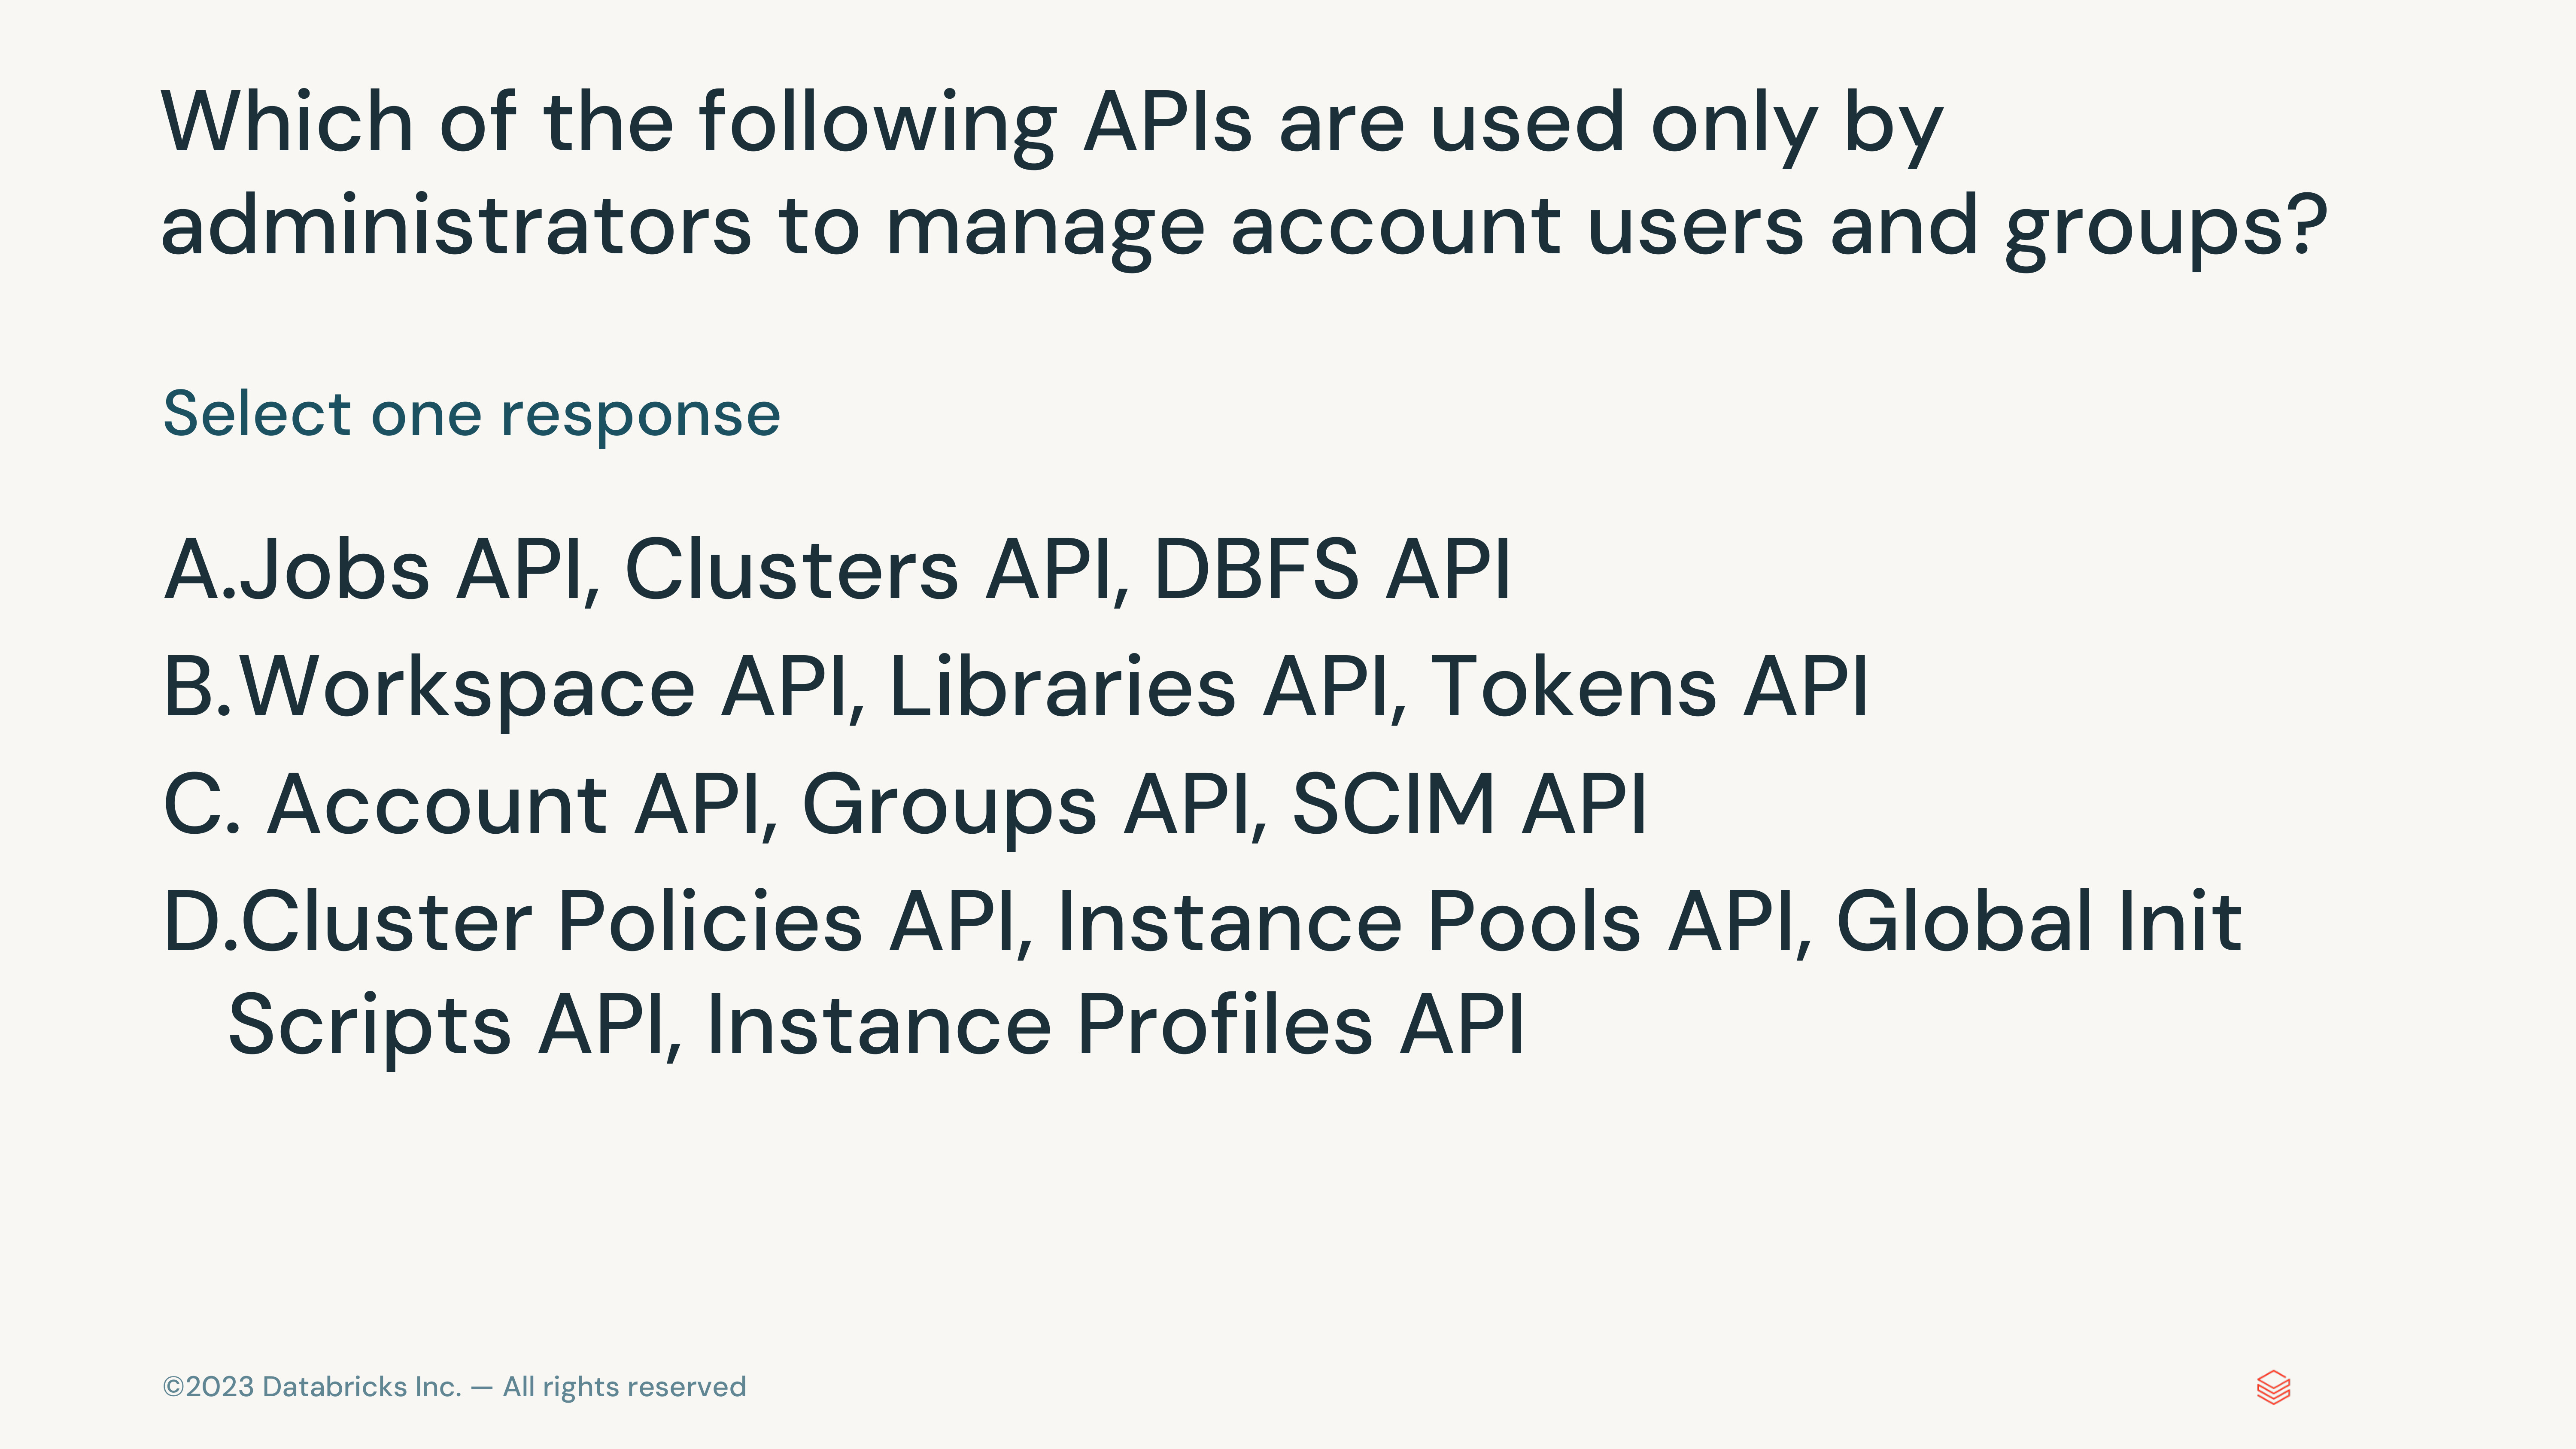 Which of the following APIs are used only by
administrators to manage account users and groups?
Select one response
A.Jobs API, Clusters API, DBFS API
B.Workspace API, Libraries API, Tokens API
C. Account API, Groups API, SCIM API
D.Cluster Policies API, Instance Pools API, Global Init
Scripts API, Instance Profiles API
©2023 Databricks Inc. — All rights reserved